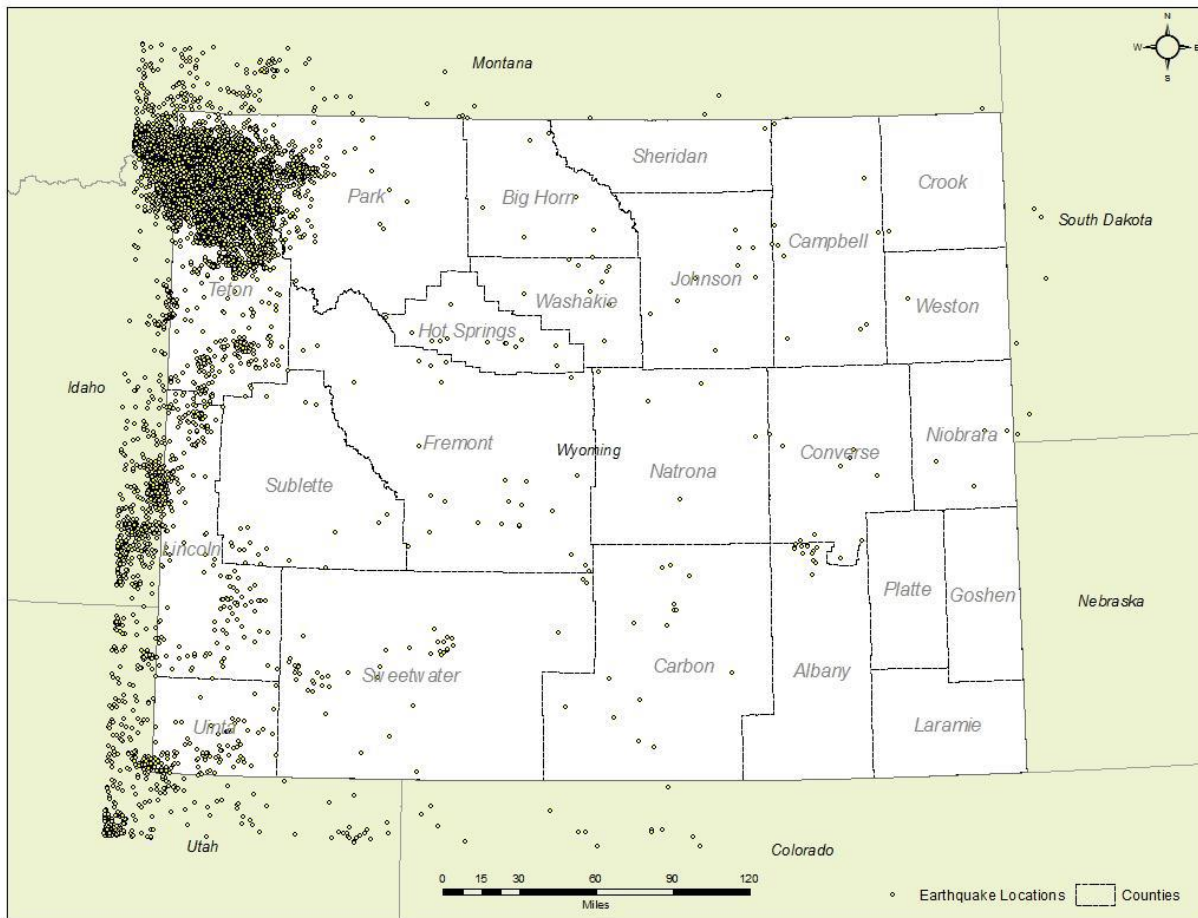 N
W E
S
Montana
Sheridan
Crook
Park
Big Horn
South Dakota
Campbell
Johnson
Teton
Washakie
Weston
Hot Springs
Idaho
Fremont
Wyoming
Niobrara
Converse
Natrona
Sublette
Lincoln
Platte
Goshen
Nebraska
Sweetwater
Carbon
Albany
Uinta
Laramie
Utah
Colorado
0 15 30 60 90 120
Miles
Earthquake Locations
Counties